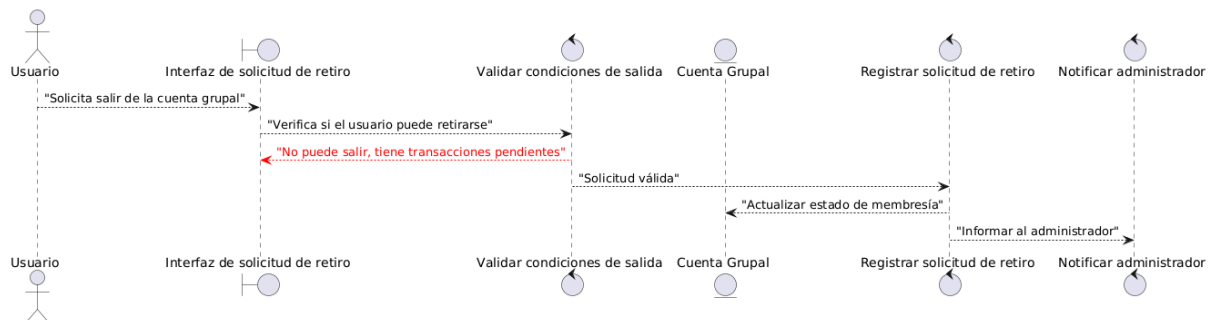 Usuario
Interfaz de solicitud de retiro
Validar condiciones de salida
Cuenta Grupal
Registrar solicitud de retiro
Notificar administrador
"Solicita salir de la cuenta grupal"
"Verifica si el usuario puede retirarse"
"No puede salir, tiene transacciones pendientes"
"Solicitud válida"
"Actualizar estado de membresía"
"Informar al administrador"
Usuario
Interfaz de solicitud de retiro
Validar condiciones de salida
Cuenta Grupal
Registrar solicitud de retiro
Notificar administrador